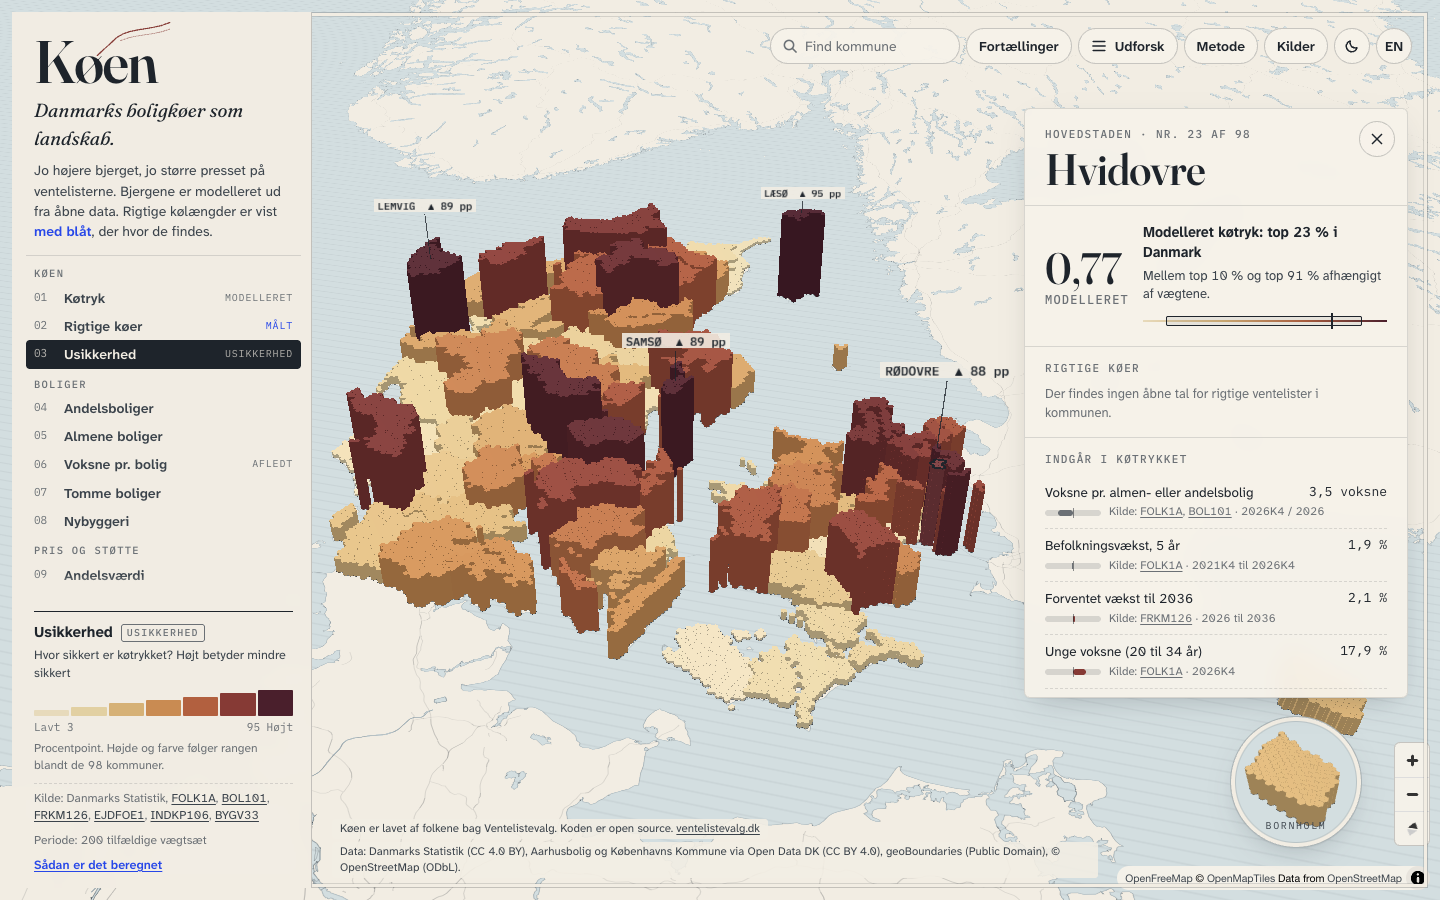 Køen
Danmarks boligkøer som
landskab.
Jo højere bjerget, jo større presset på
ventelisterne. Bjergene er modelleret ud
fra åbne data. Rigtige kølængder er vist
med blåt, der hvor de findes.
KØEN
01 Køtryk MODELLERET
02 Rigtige køer MÅLT
03 Usikkerhed USIKKERHED
BOLIGER
04 Andelsboliger
05 Almene boliger
06 Voksne pr. bolig AFLEDT
07 Tomme boliger
08 Nybyggeri
PRIS OG STØTTE
09 Andelsværdi
Usikkerhed USIKKERHED
Hvor sikkert er køtrykket? Højt betyder mindre
sikkert
Lavt 3 95 Højt
Procentpoint. Højde og farve følger rangen
blandt de 98 kommuner.
Kilde: Danmarks Statistik, FOLK1A, BOL101,
FRKM126, EJDFOE1, INDKP106, BYGV33
Periode: 200 tilfældige vægtsæt
Sådan er det beregnet
Find kommune
Fortællinger
Udforsk
Metode
Kilder
EN
LEMVIG ▲ 89 pp
LÆSØ ▲ 95 pp
SAMSØ ▲ 89 pp
RØDOVRE ▲ 88 pp
HOVEDSTADEN · NR. 23 AF 98
Hvidovre
0,77
MODELLERET
Modelleret køtryk: top 23 % i
Danmark
Mellem top 10 % og top 91 % afhængigt
af vægtene.
RIGTIGE KØER
Der findes ingen åbne tal for rigtige ventelister i
kommunen.
INDGÅR I KØTRYKKET
Voksne pr. almen- eller andelsbolig 3,5 voksne
Kilde: FOLK1A, BOL101 · 2026K4 / 2026
Befolkningsvækst, 5 år 1,9 %
Kilde: FOLK1A · 2021K4 til 2026K4
Forventet vækst til 2036 2,1 %
Kilde: FRKM126 · 2026 til 2036
Unge voksne (20 til 34 år) 17,9 %
Kilde: FOLK1A · 2026K4
BORNHOLM
Køen er lavet af folkene bag Ventelistevalg. Koden er open source. ventelistevalg.dk
Data: Danmarks Statistik (CC 4.0 BY), Aarhusbolig og Københavns Kommune via Open Data DK (CC BY 4.0), geoBoundaries (Public Domain), ©
OpenStreetMap (ODbL).
OpenFreeMap © OpenMapTiles Data from OpenStreetMap